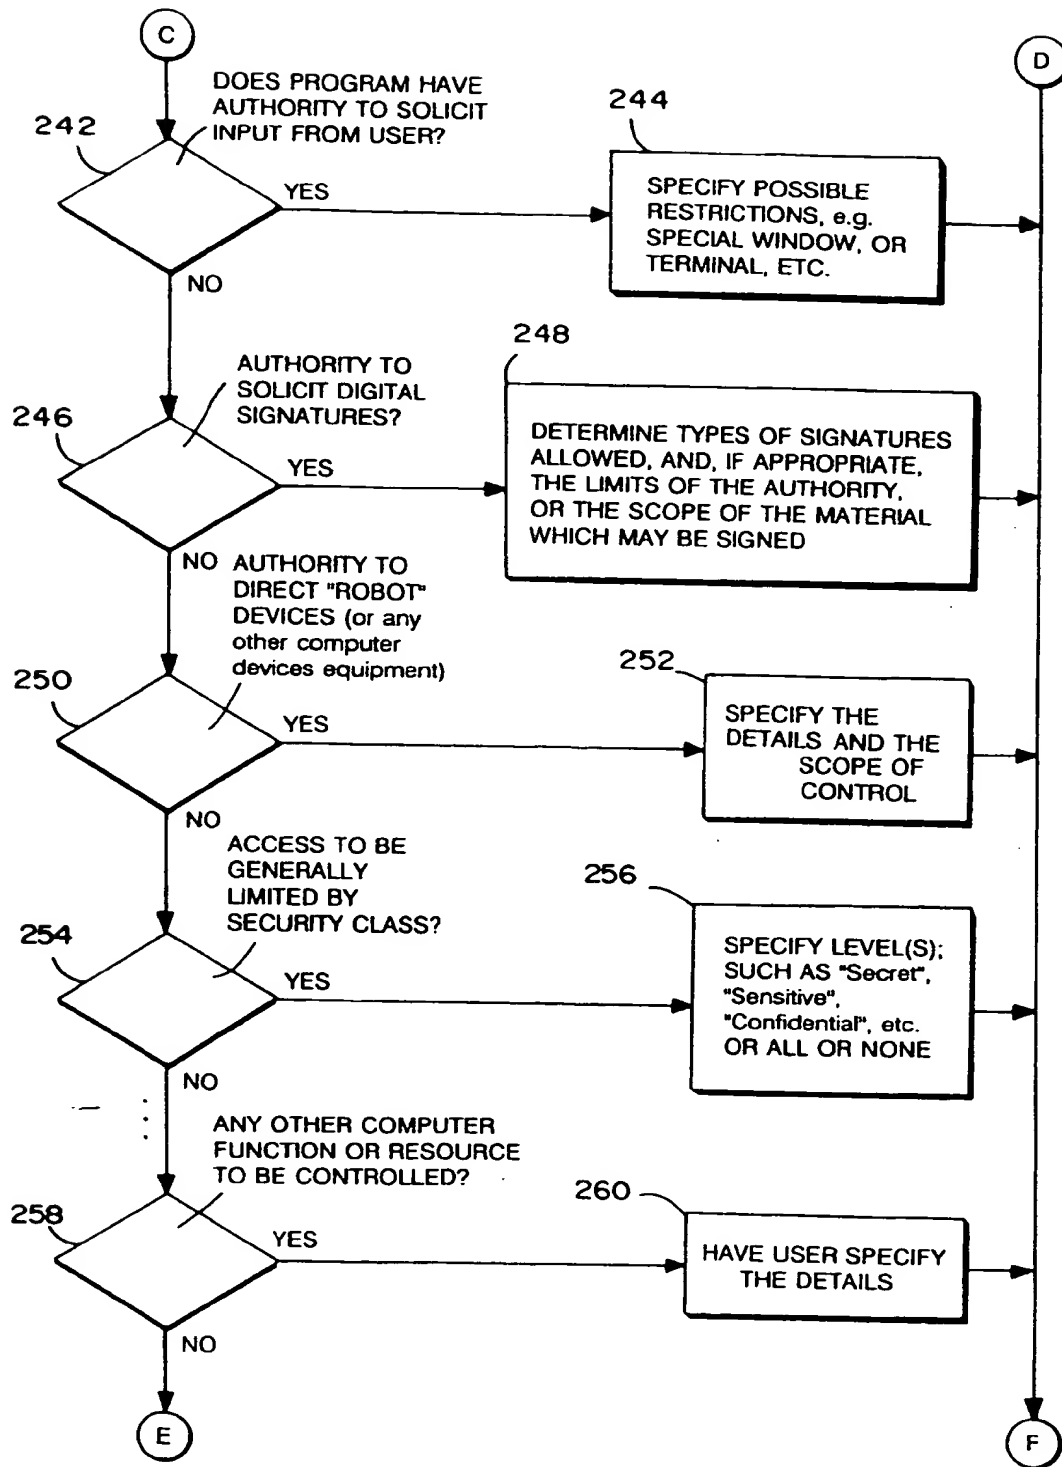 C
D
DOES PROGRAM HAVE
AUTHORITY TO SOLICIT
INPUT FROM USER?
242
YES
244
SPECIFY POSSIBLE
RESTRICTIONS, e.g.
SPECIAL WINDOW, OR
TERMINAL, ETC.
NO
AUTHORITY TO
SOLICIT DIGITAL
SIGNATURES?
246
YES
248
DETERMINE TYPES OF SIGNATURES
ALLOWED, AND, IF APPROPRIATE,
THE LIMITS OF THE AUTHORITY,
OR THE SCOPE OF THE MATERIAL
WHICH MAY BE SIGNED
NO
AUTHORITY TO
DIRECT "ROBOT"
DEVICES (or any
other computer
devices equipment)
250
YES
252
SPECIFY THE
DETAILS AND THE
SCOPE OF
CONTROL
NO
ACCESS TO BE
GENERALLY
LIMITED BY
SECURITY CLASS?
254
YES
256
SPECIFY LEVEL(S);
SUCH AS "Secret",
"Sensitive",
"Confidential", etc.
OR ALL OR NONE
NO
ANY OTHER COMPUTER
FUNCTION OR RESOURCE
TO BE CONTROLLED?
258
YES
260
HAVE USER SPECIFY
THE DETAILS
NO
E
F